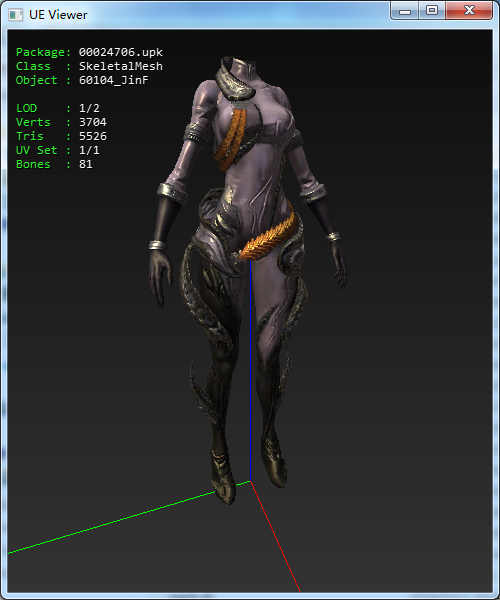 UE Viewer
Package: 00024706.upk
Class : SkeletalMesh
Object : 60104_JinF
LOD : 1/2
Verts : 3704
Tris : 5526
UV Set : 1/1
Bones : 81